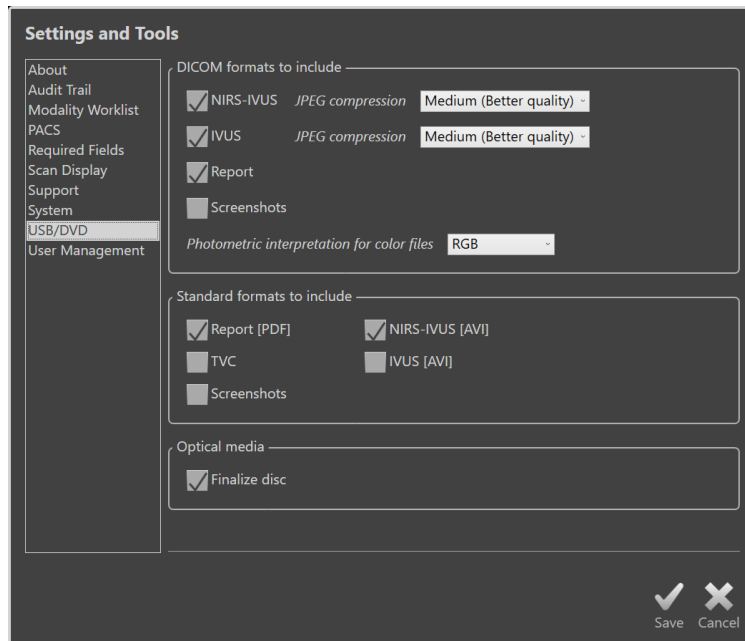 Settings and Tools
About
Audit Trail
Modality Worklist
PACS
Required Fields
Scan Display
Support
System
USB/DVD
User Management
DICOM formats to include
NIRS-IVUS JPEG compression Medium (Better quality)
IVUS JPEG compression Medium (Better quality)
Report
Screenshots
Photometric interpretation for color files RGB
Standard formats to include
Report [PDF] NIRS-IVUS [AVI]
TVC IVUS [AVI]
Screenshots
Optical media
Finalize disc
Save Cancel